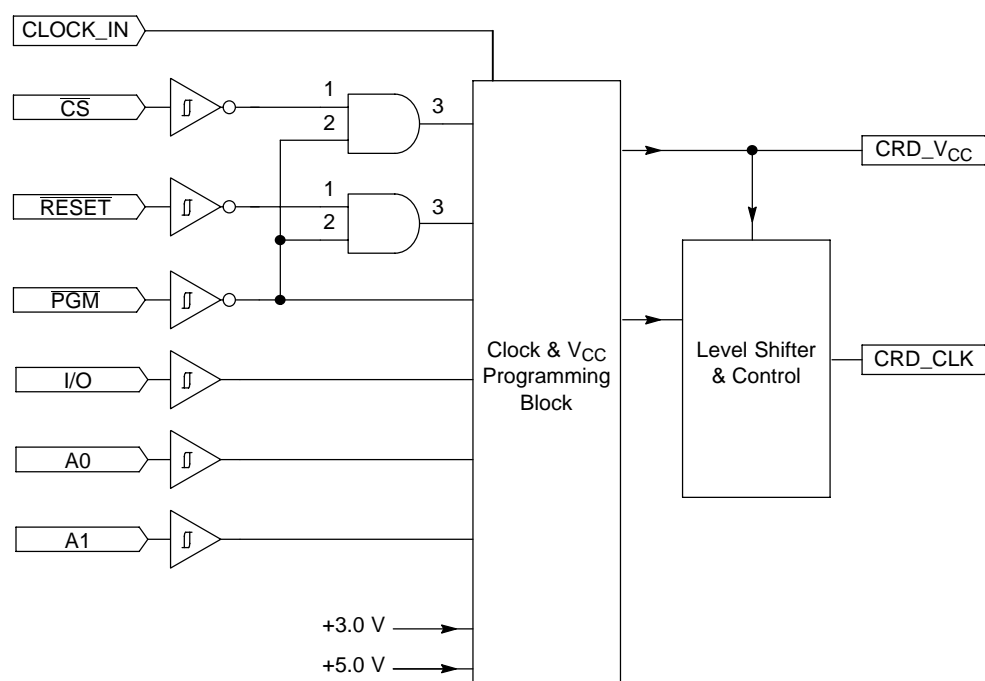 CLOCK_IN
CS
1
2
3
CRD_VCC
RESET
1
2
3
PGM
Clock & VCC
Programming
Block
Level Shifter
& Control
CRD_CLK
I/O
A0
A1
+3.0 V
+5.0 V